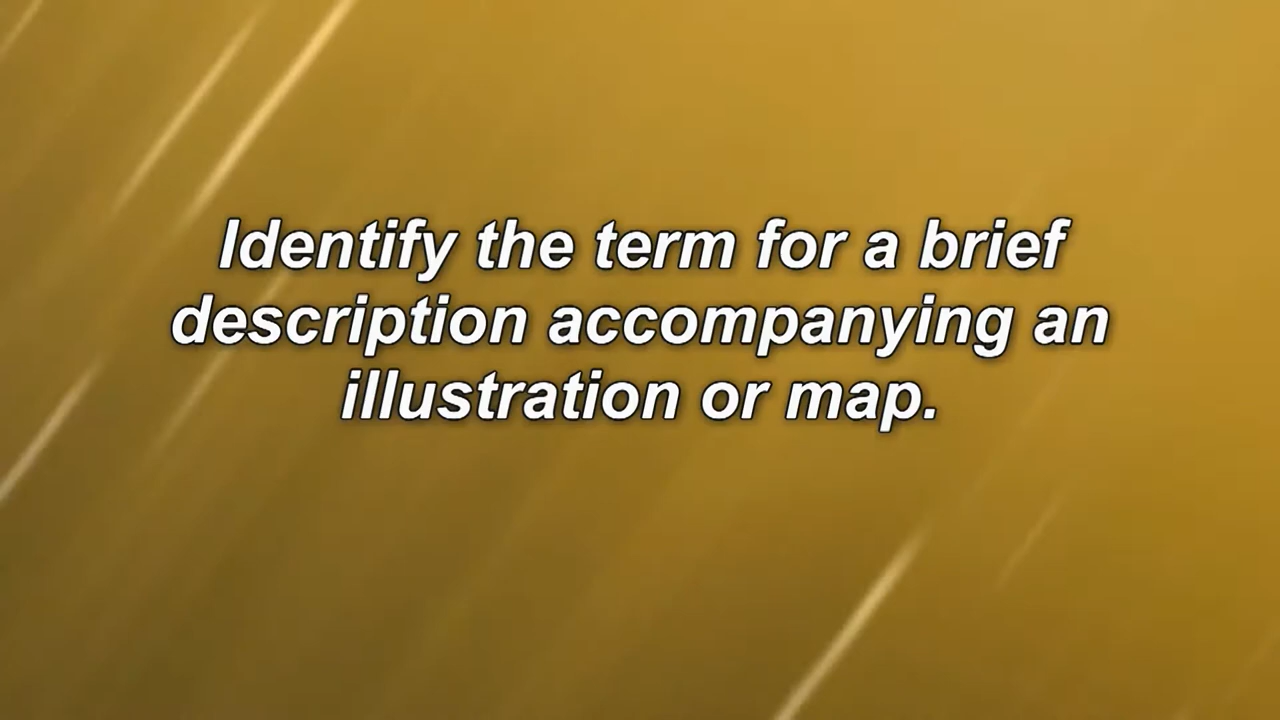 Identify the term for a brief
description accompanying an
illustration or map.